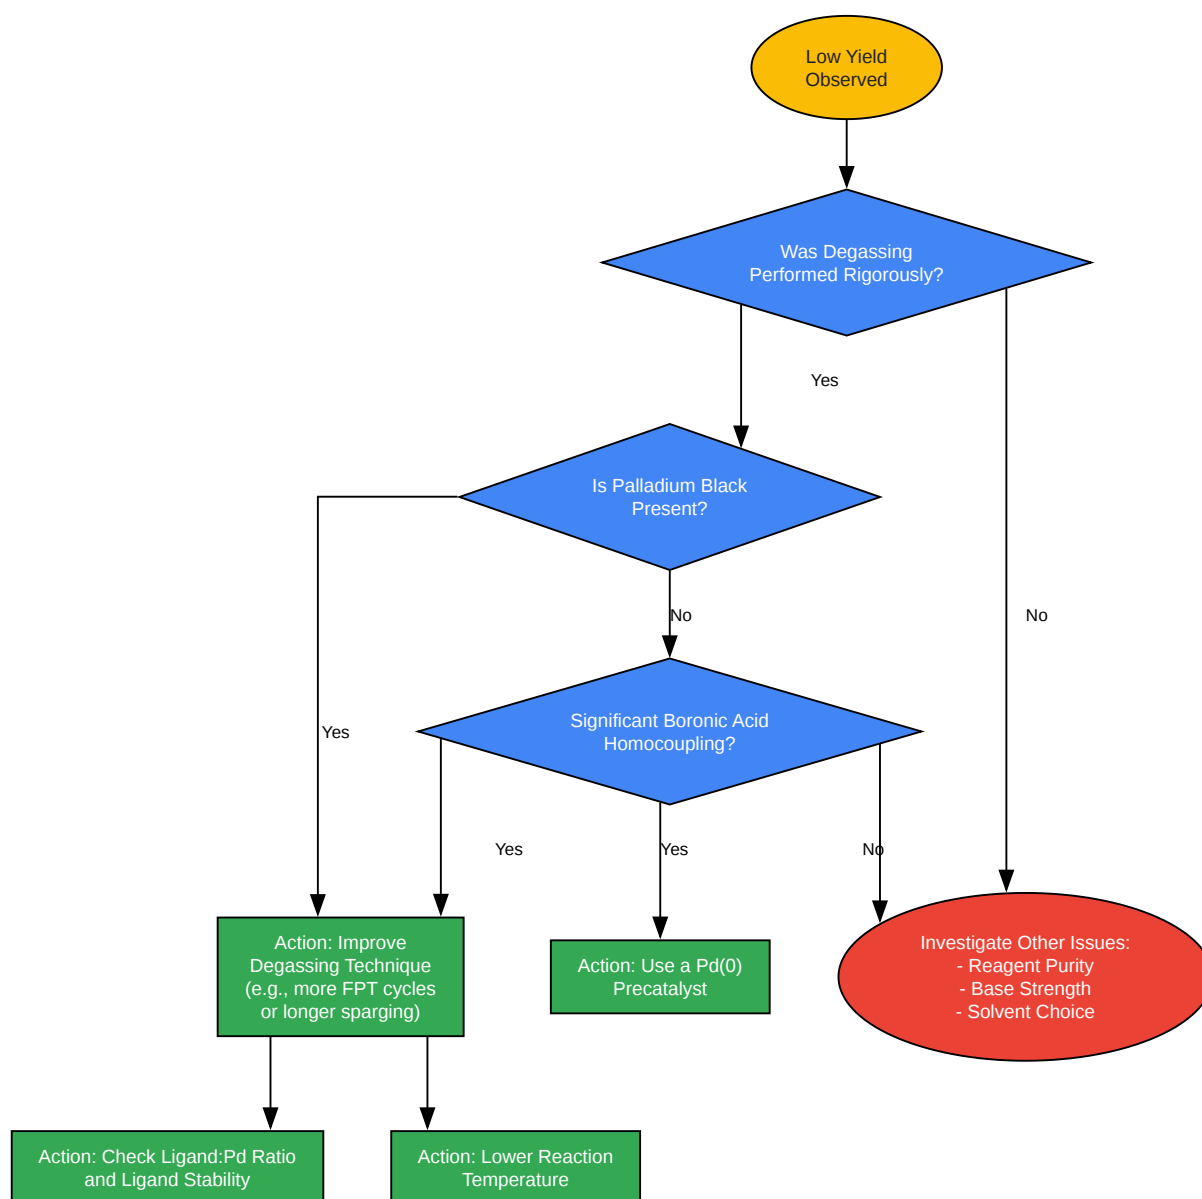 Low Yield
Observed
Was Degassing
Performed Rigorously?
Yes
Is Palladium Black
Present?
No
No
Significant Boronic Acid
Homocoupling?
Yes
Yes
Yes
No
Action: Improve
Degassing Technique
(e.g., more FPT cycles
or longer sparging)
Action: Use a Pd(0)
Precatalyst
Investigate Other Issues:
- Reagent Purity
- Base Strength
- Solvent Choice
Action: Check Ligand:Pd Ratio
and Ligand Stability
Action: Lower Reaction
Temperature